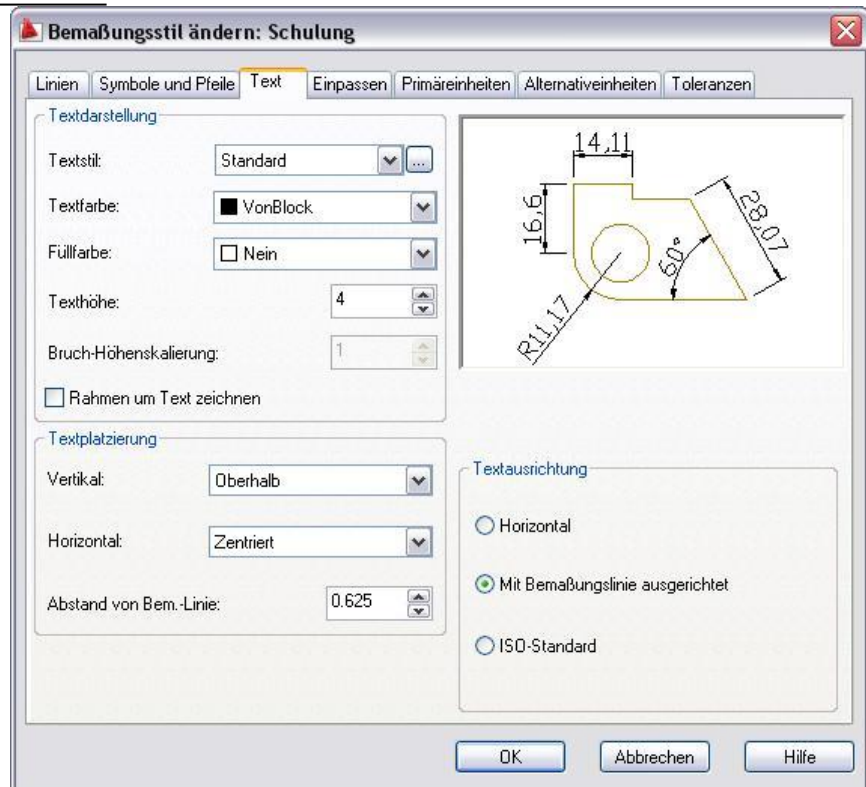 Bemaßungsstil ändern: Schulung
Linien Symbole und Pfeile Text Einpassen Primäreinheiten Alternativeinheiten Toleranzen
Textdarstellung
Textstil: Standard ...
Textfarbe: VonBlock
Füllfarbe: Nein
Texthöhe: 4
Bruch-Höhenskalierung: 1
Rahmen um Text zeichnen
14,11
16,6
28,07
60°
R11,17
Textplatzierung
Vertikal: Oberhalb
Horizontal: Zentriert
Abstand von Bem.-Linie: 0.625
Textausrichtung
Horizontal
Mit Bemaßungslinie ausgerichtet
ISO-Standard
OK Abbrechen Hilfe